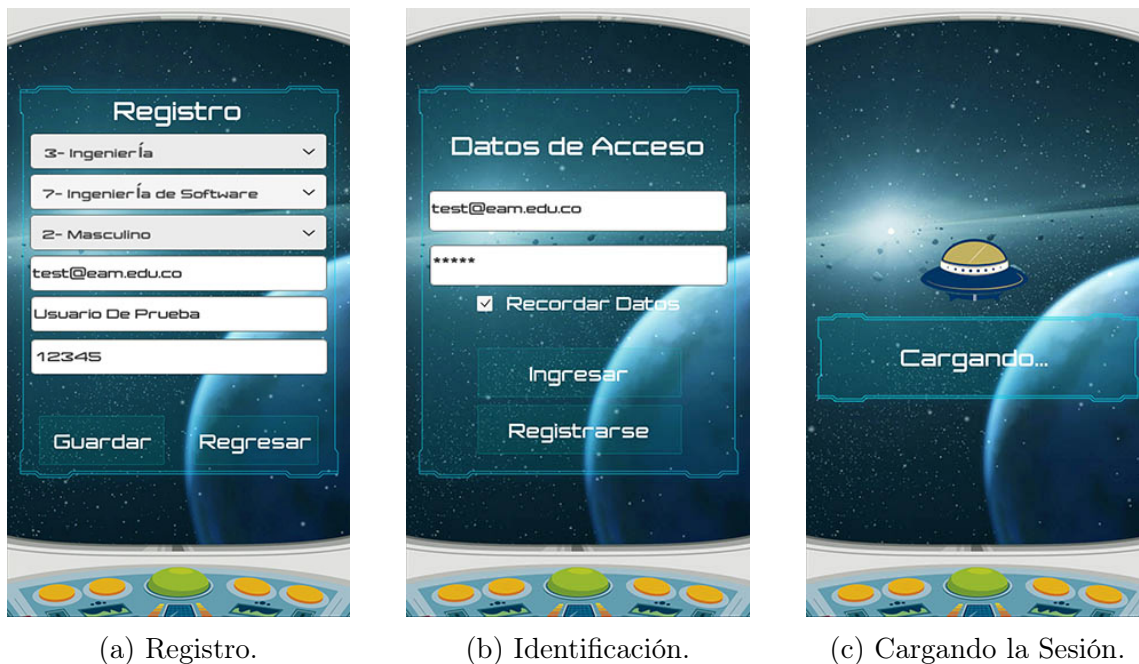 Registro
3- Ingeniería
7- Ingeniería de Software
2- Masculino
test@eam.edu.co
Usuario De Prueba
12345
Guardar
Regresar
(a) Registro.
Datos de Acceso
test@eam.edu.co
*****
Recordar Datos
Ingresar
Registrarse
(b) Identificación.
Cargando...
(c) Cargando la Sesión.